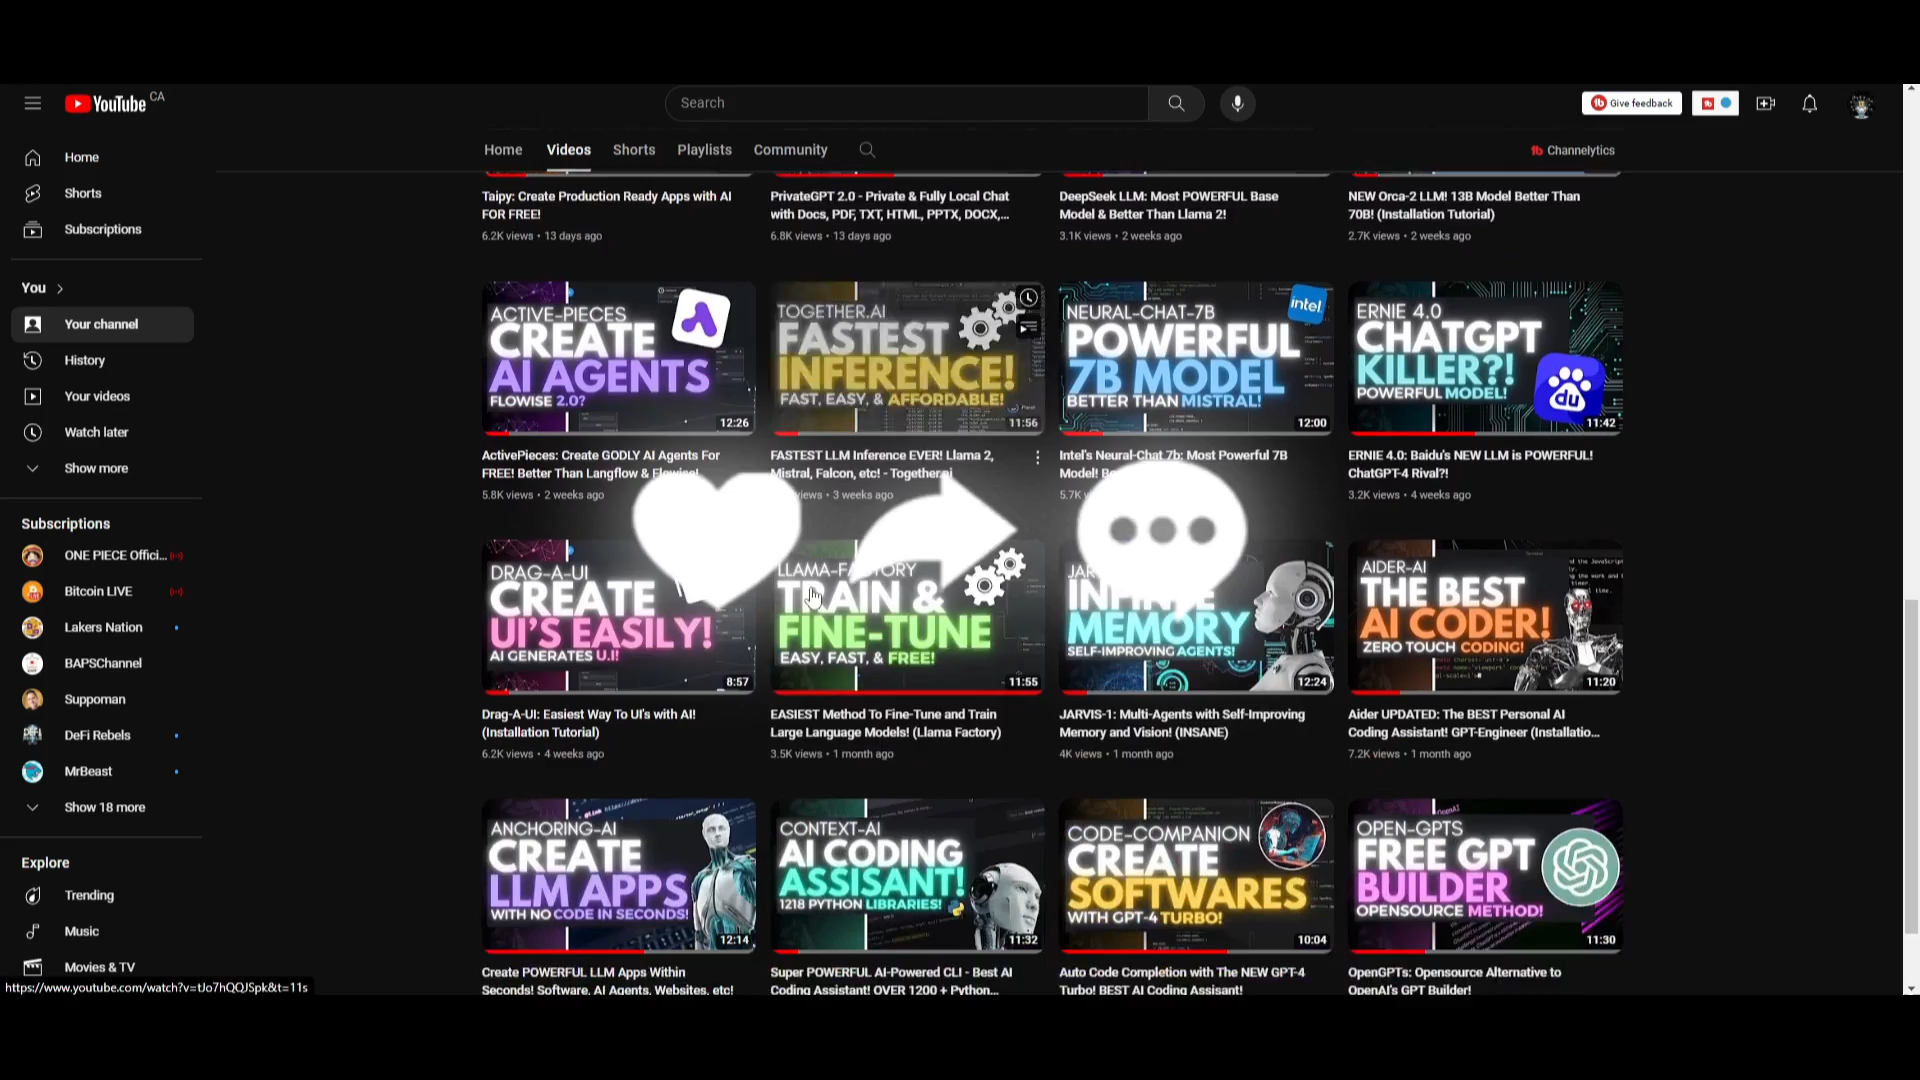 YouTube CA
Search
Give feedback
Home
Videos
Shorts
Playlists
Community
Channelytics
Home
Shorts
Subscriptions
You
Your channel
History
Your videos
Watch later
Show more
Subscriptions
ONE PIECE Offici...
Bitcoin LIVE
Lakers Nation
BAPSChannel
Suppoman
DeFi Rebels
MrBeast
Show 18 more
Explore
Trending
Music
Movies & TV
https://www.youtube.com/watch?v=tJo7hQQJSpk&t=11s
Taipy: Create Production Ready Apps with AI
FOR FREE!
6.2K views • 13 days ago
PrivateGPT 2.0 - Private & Fully Local Chat
with Docs, PDF, TXT, HTML, PPTX, DOCX,...
6.8K views • 13 days ago
DeepSeek LLM: Most POWERFUL Base
Model & Better Than Llama 2!
3.1K views • 2 weeks ago
NEW Orca-2 LLM! 13B Model Better Than
70B! (Installation Tutorial)
2.7K views • 2 weeks ago
ACTIVE-PIECES
CREATE
AI AGENTS
FLOWISE 2.0?
12:26
ActivePieces: Create GODLY AI Agents For
FREE! Better Than Langflow & Flowise!
5.8K views • 2 weeks ago
TOGETHER.AI
FASTEST
INFERENCE!
FAST, EASY, & AFFORDABLE!
11:56
FASTEST LLM Inference EVER! Llama 2,
Mistral, Falcon, etc! - Together.ai
views • 3 weeks ago
NEURAL-CHAT-7B
intel
POWERFUL
7B MODEL
BETTER THAN MISTRAL!
12:00
Intel's Neural-Chat 7b: Most Powerful 7B
Model!
5.7K
ERNIE 4.0
CHATGPT
KILLER?!
POWERFUL MODEL!
du
11:42
ERNIE 4.0: Baidu's NEW LLM is POWERFUL!
ChatGPT-4 Rival?!
3.2K views • 4 weeks ago
DRAG-A-UI
CREATE
UI'S EASILY!
AI GENERATES U.I!
8:57
Drag-A-UI: Easiest Way To UI's with AI!
(Installation Tutorial)
6.2K views • 4 weeks ago
LLAMA-FACTORY
TRAIN &
FINE-TUNE
EASY, FAST, & FREE!
11:55
EASIEST Method To Fine-Tune and Train
Large Language Models! (Llama Factory)
3.5K views • 1 month ago
INFINITE
MEMORY
SELF-IMPROVING AGENTS!
12:24
JARVIS-1: Multi-Agents with Self-Improving
Memory and Vision! (INSANE)
4K views • 1 month ago
AIDER-AI
THE BEST
AI CODER!
ZERO TOUCH CODING!
11:20
Aider UPDATED: The BEST Personal AI
Coding Assistant! GPT-Engineer (Installatio...
7.2K views • 1 month ago
ANCHORING-AI
CREATE
LLM APPS
WITH NO CODE IN SECONDS!
12:14
Create POWERFUL LLM Apps Within
Seconds! Software, AI Agents, Websites, etc!
CONTEXT-AI
AI CODING
ASSISANT!
1218 PYTHON LIBRARIES!
11:32
Super POWERFUL AI-Powered CLI - Best AI
Coding Assistant! OVER 1200 + Python...
CODE-COMPANION
CREATE
SOFTWARES
WITH GPT-4 TURBO!
10:04
Auto Code Completion with The NEW GPT-4
Turbo! BEST AI Coding Assisant!
OPEN-GPTS
FREE GPT
BUILDER
OPENSOURCE METHOD!
11:30
OpenGPTs: Opensource Alternative to
OpenAI's GPT Builder!